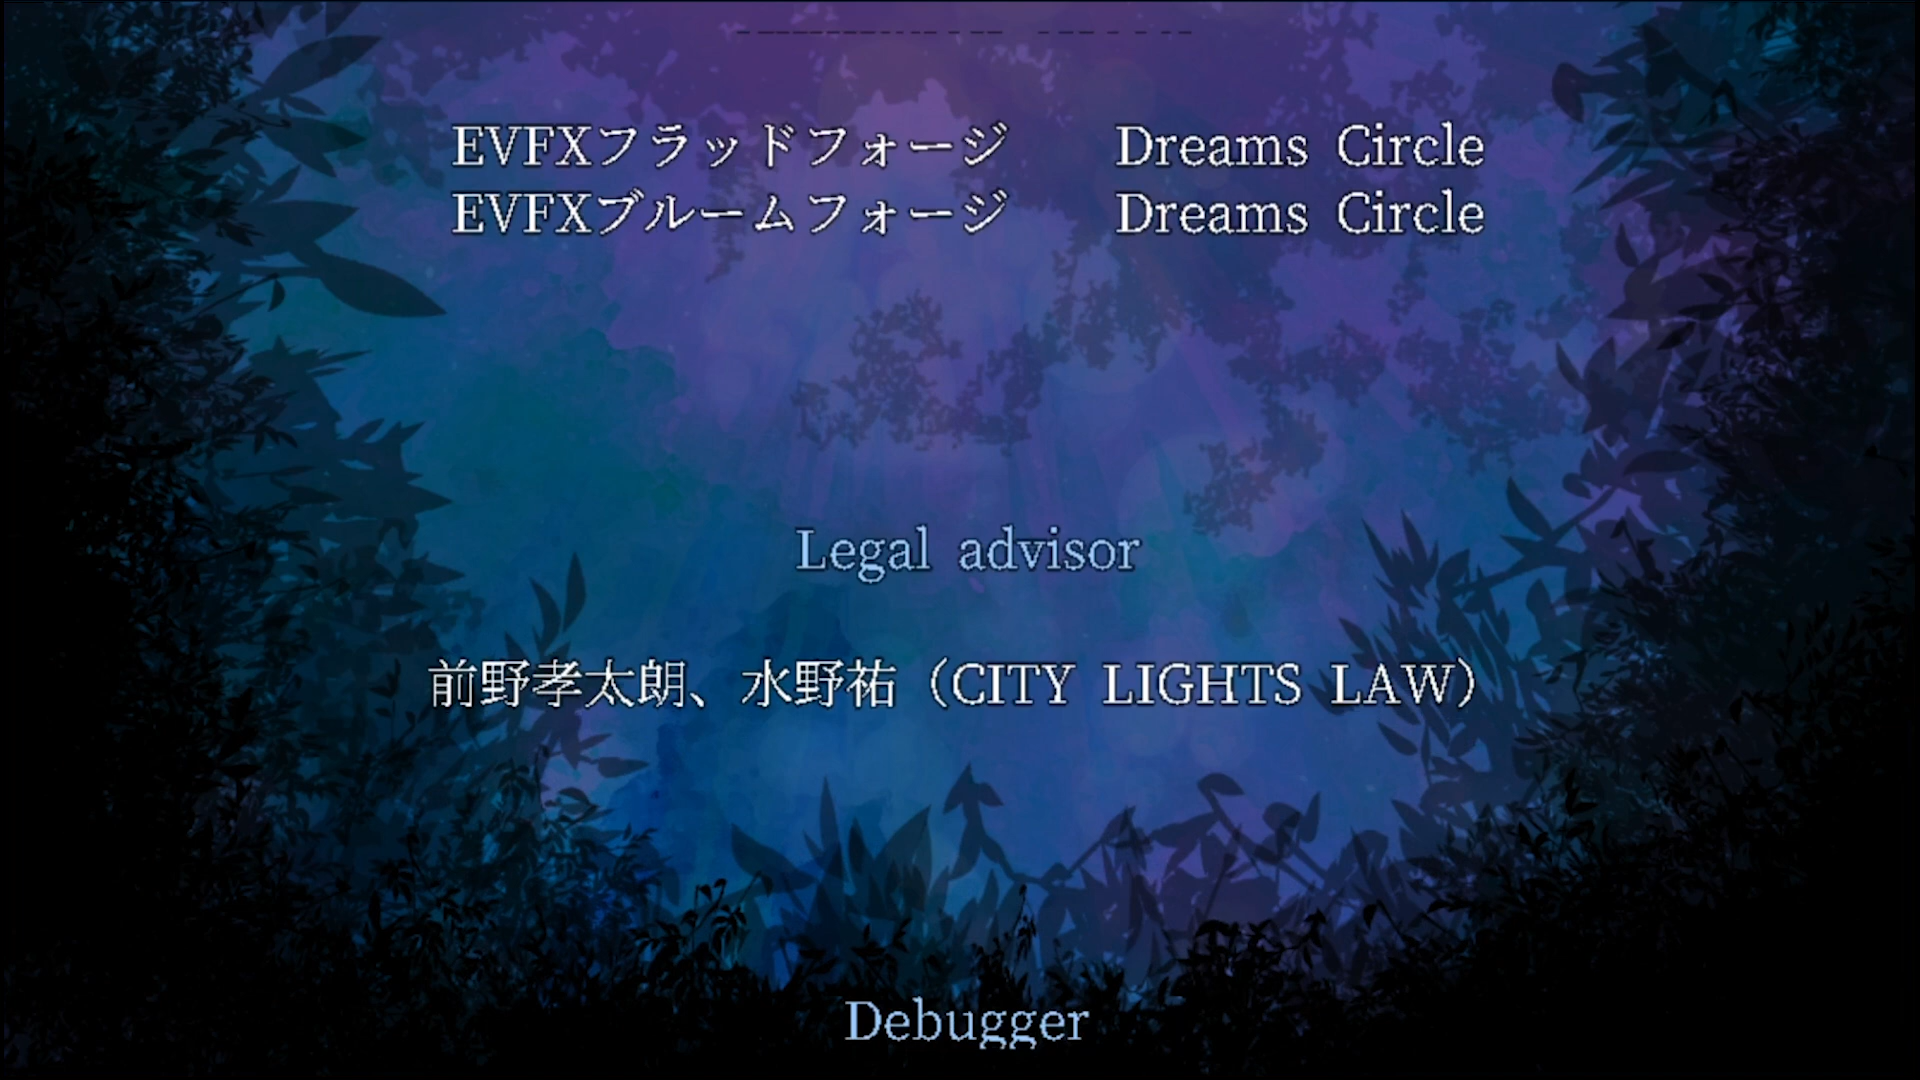 EVFXフラッドフォージ　　Dreams Circle
EVFXブルームフォージ　　Dreams Circle
Legal advisor
前野孝太朗、水野祐（CITY LIGHTS LAW）
Debugger